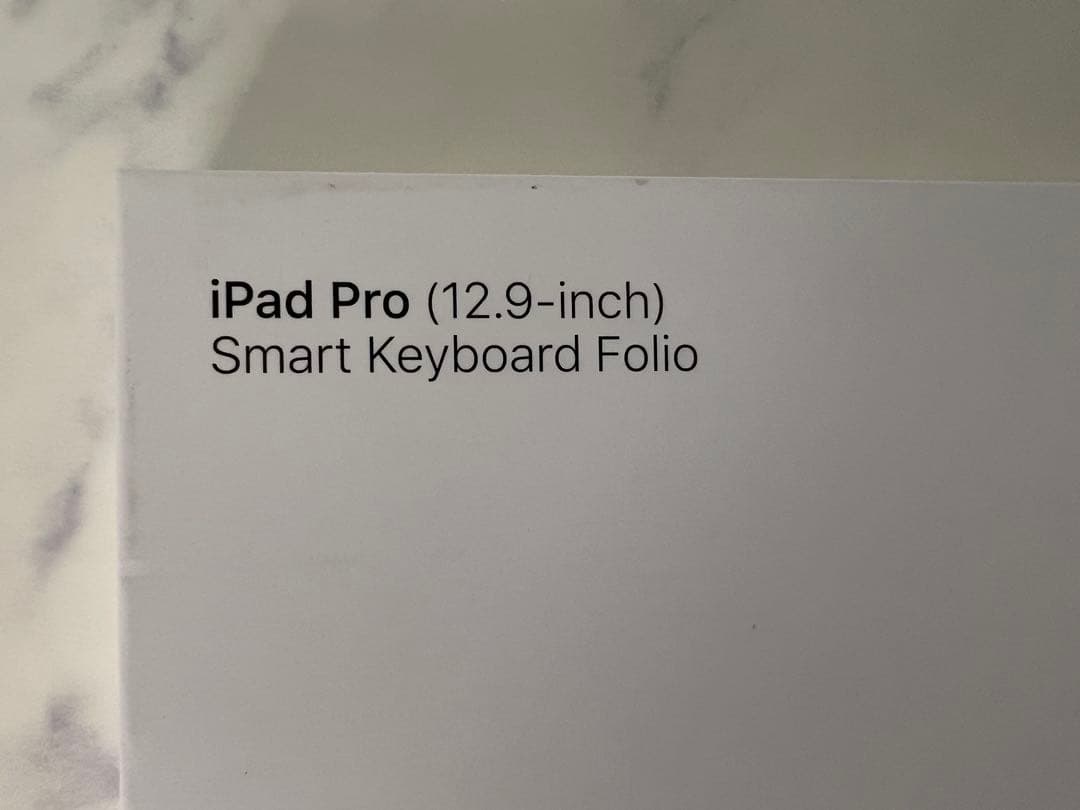 iPad Pro (12.9-inch)
Smart Keyboard Folio